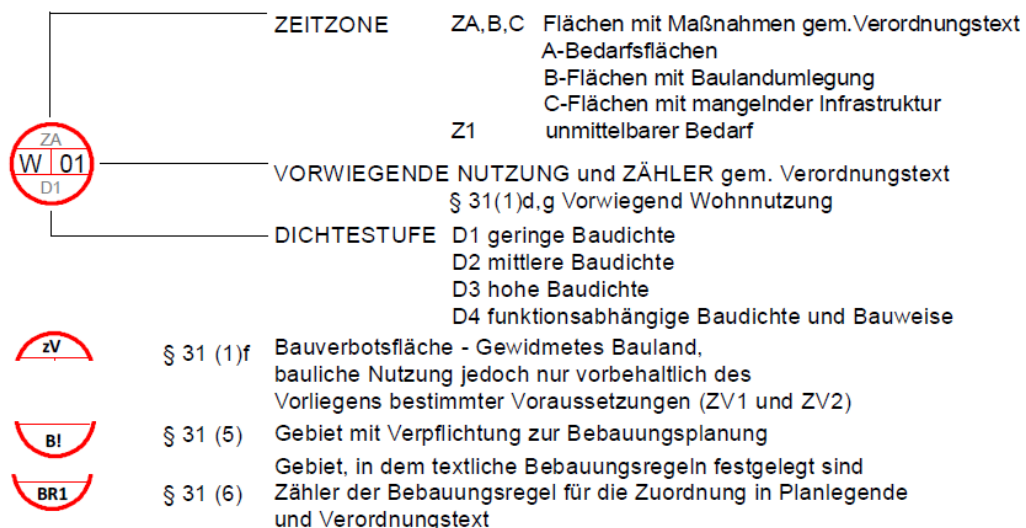 ZEITZONE ZA,B,C Flächen mit Maßnahmen gem.Verordnungstext
A-Bedarfsflächen
B-Flächen mit Baulandumlegung
C-Flächen mit mangelnder Infrastruktur
Z1 unmittelbarer Bedarf
ZA
W 01
D1
VORWIEGENDE NUTZUNG und ZÄHLER gem. Verordnungstext
§ 31(1)d,g Vorwiegend Wohnnutzung
DICHTESTUFE D1 geringe Baudichte
D2 mittlere Baudichte
D3 hohe Baudichte
D4 funktionsabhängige Baudichte und Bauweise
zV § 31 (1)f Bauverbotsfläche - Gewidmetes Bauland,
bauliche Nutzung jedoch nur vorbehaltlich des
Vorliegens bestimmter Voraussetzungen (ZV1 und ZV2)
B! § 31 (5) Gebiet mit Verpflichtung zur Bebauungsplanung
Gebiet, in dem textliche Bebauungsregeln festgelegt sind
BR1 § 31 (6) Zähler der Bebauungsregel für die Zuordnung in Planlegende
und Verordnungstext